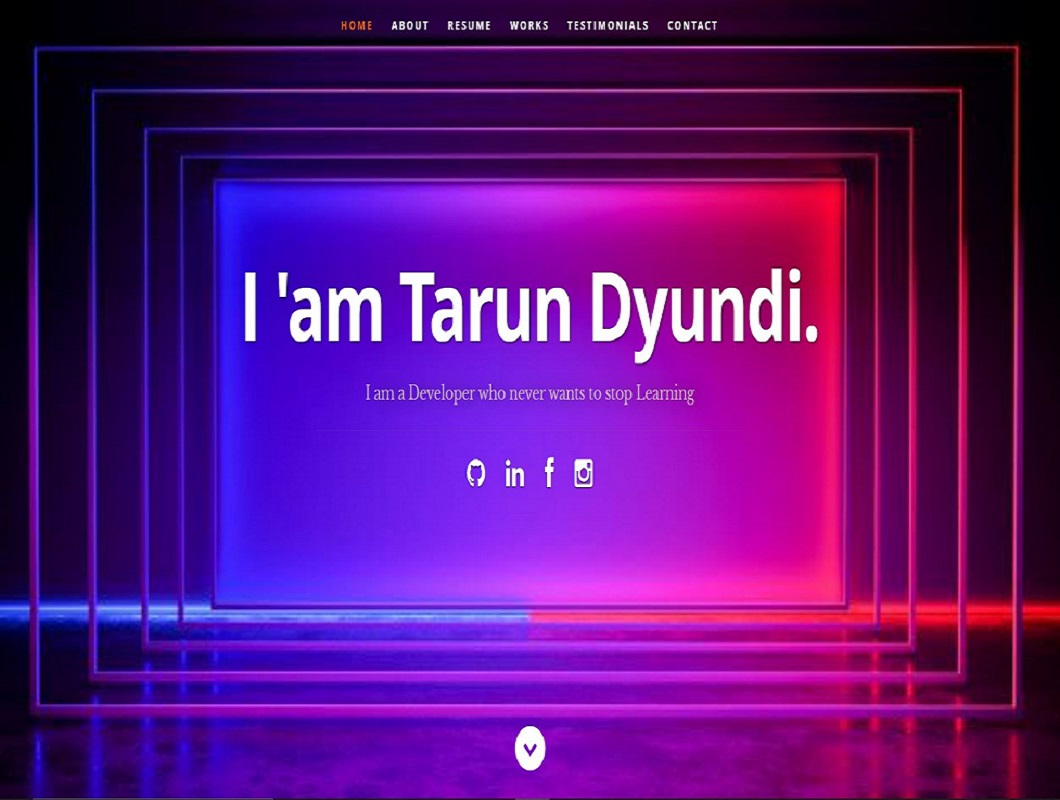 HOME ABOUT RESUME WORKS TESTIMONIALS CONTACT
I 'am Tarun Dyundi.
I am a Developer who never wants to stop Learning